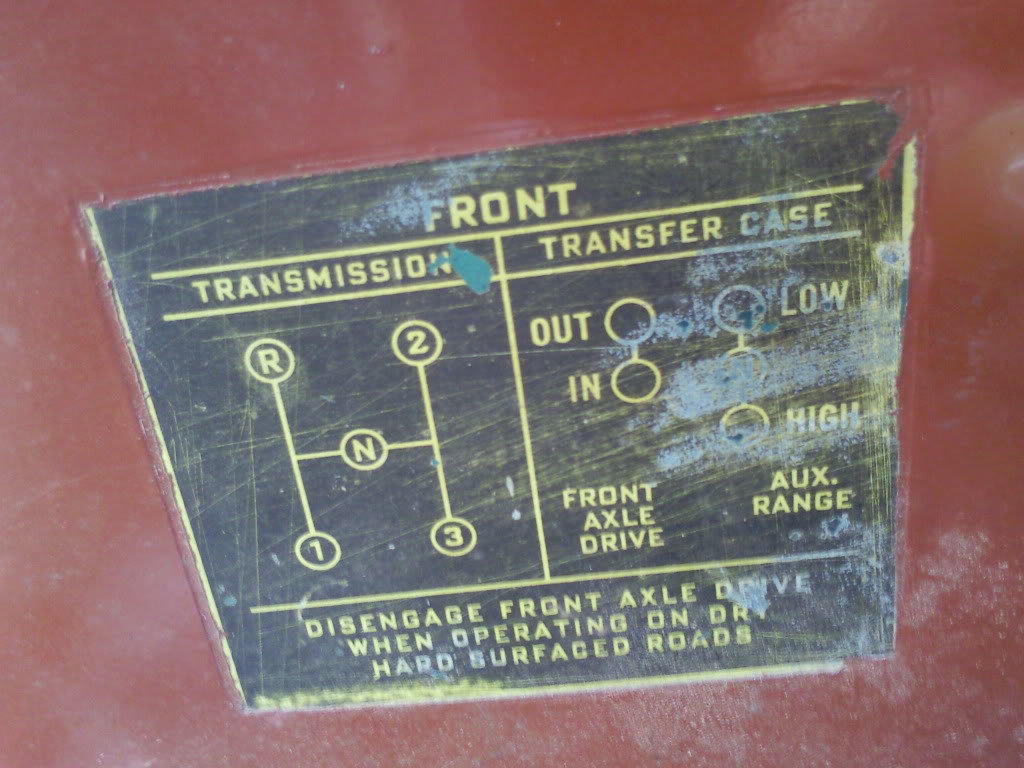 FRONT
TRANSMISSION
TRANSFER CASE
R
2
N
1
3
OUT
IN
LOW
HIGH
FRONT
AXLE
DRIVE
AUX.
RANGE
DISENGAGE FRONT AXLE DRIVE
WHEN OPERATING ON DRY
HARD SURFACED ROADS